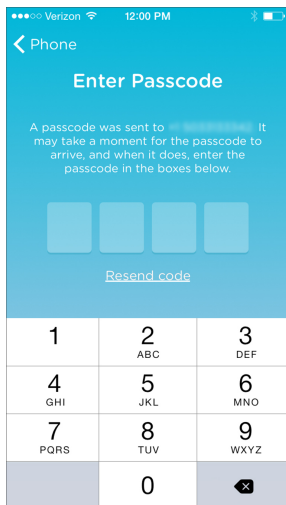 Verizon 12:00 PM
Phone
Enter Passcode
A passcode was sent to It
may take a moment for the passcode to
arrive, and when it does, enter the
passcode in the boxes
below.
Resend code
1 2 3
ABC DEF
4 5 6
GHI JKL MNO
7 8 9
PQRS TUV WXYZ
0